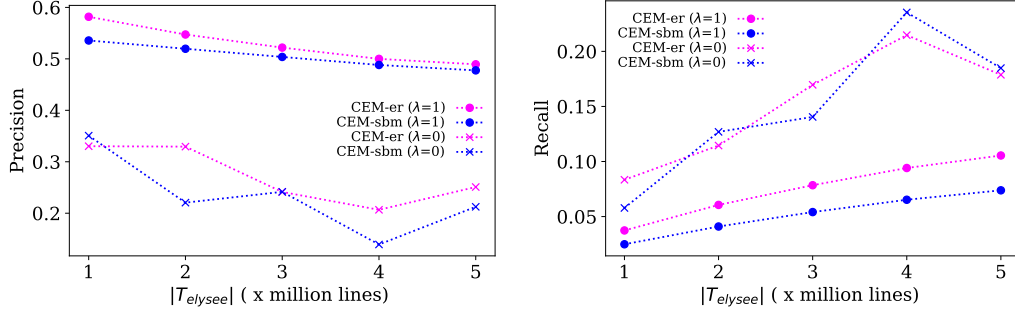 0.6
0.5
0.4
0.3
0.2
Precision
CEM-er (λ=1)
CEM-sbm (λ=1)
CEM-er (λ=0)
CEM-sbm (λ=0)
1 2 3 4 5
|T_elysee| ( x million lines)
0.20
0.15
0.10
0.05
Recall
CEM-er (λ=1)
CEM-sbm (λ=1)
CEM-er (λ=0)
CEM-sbm (λ=0)
1 2 3 4 5
|T_elysee| ( x million lines)